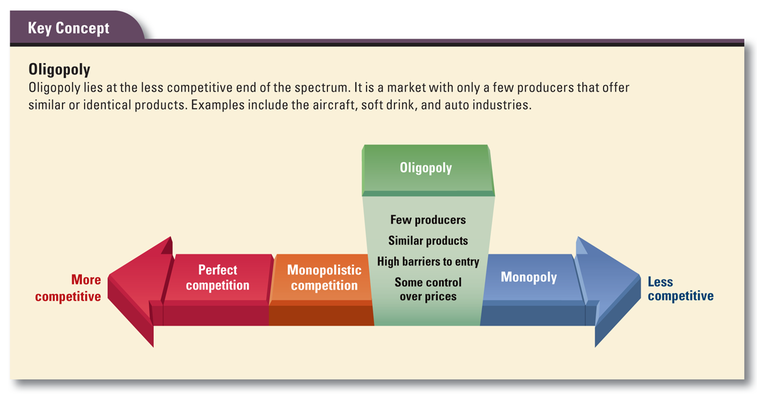 Key Concept
Oligopoly
Oligopoly lies at the less competitive end of the spectrum. It is a market with only a few producers that offer
similar or identical products. Examples include the aircraft, soft drink, and auto industries.
Oligopoly
Few producers
Similar products
High barriers to entry
Some control
over prices
More
competitive
Perfect
competition
Monopolistic
competition
Monopoly
Less
competitive